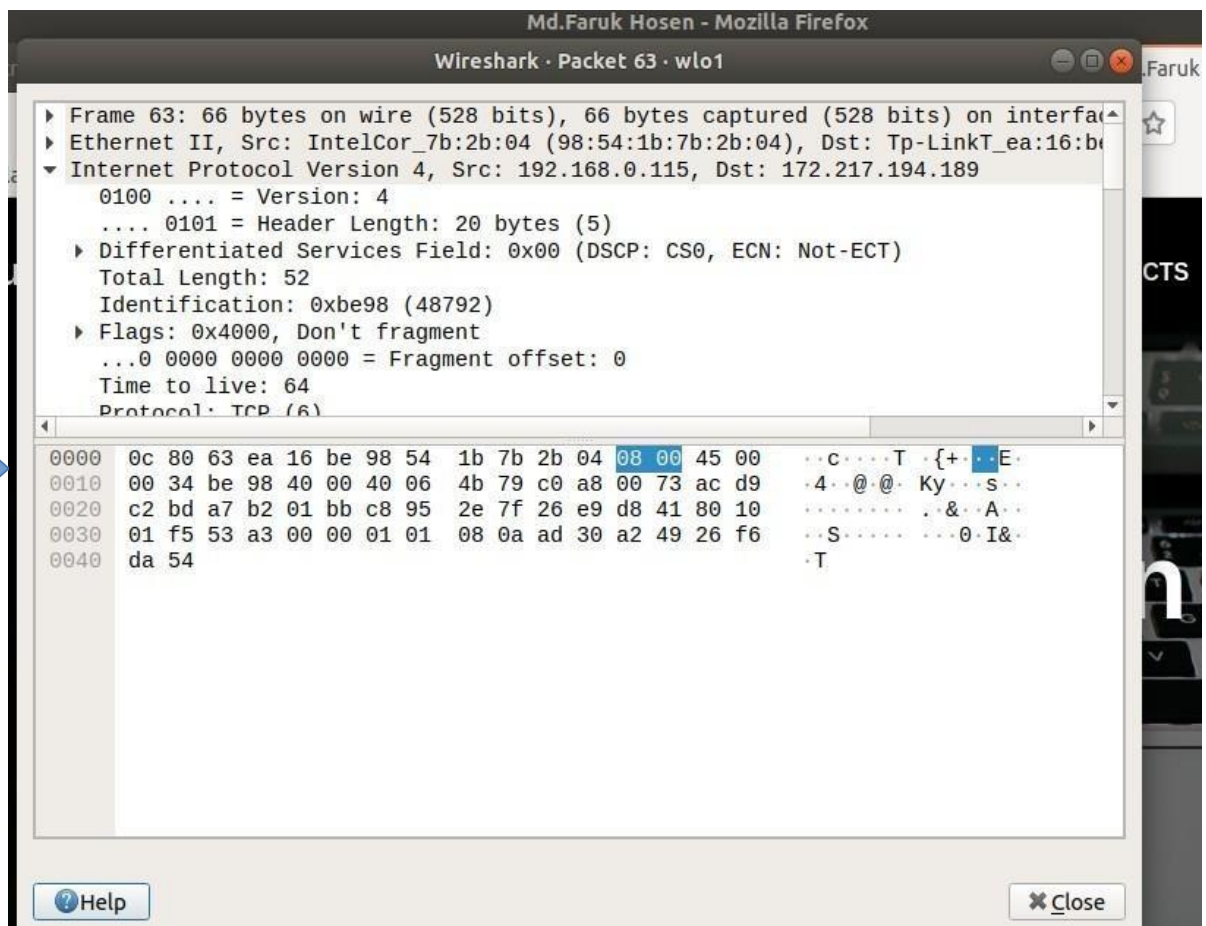 Md.Faruk Hosen - Mozilla Firefox
Wireshark · Packet 63 · wlo1
.Faruk
▸ Frame 63: 66 bytes on wire (528 bits), 66 bytes captured (528 bits) on interfac
▸ Ethernet II, Src: IntelCor_7b:2b:04 (98:54:1b:7b:2b:04), Dst: Tp-LinkT_ea:16:be
▾ Internet Protocol Version 4, Src: 192.168.0.115, Dst: 172.217.194.189
0100 .... = Version: 4
.... 0101 = Header Length: 20 bytes (5)
▸ Differentiated Services Field: 0x00 (DSCP: CS0, ECN: Not-ECT)
Total Length: 52
CTS
Identification: 0xbe98 (48792)
▸ Flags: 0x4000, Don't fragment
...0 0000 0000 0000 = Fragment offset: 0
Time to live: 64
Protocol: TCP (6)
0000 0c 80 63 ea 16 be 98 54 1b 7b 2b 04 08 00 45 00 ··c····T ·{+···E·
0010 00 34 be 98 40 00 40 06 4b 79 c0 a8 00 73 ac d9 ·4··@·@· Ky···s··
0020 c2 bd a7 b2 01 bb c8 95 2e 7f 26 e9 d8 41 80 10 ········ .·&··A··
0030 01 f5 53 a3 00 00 01 01 08 0a ad 30 a2 49 26 f6 ··S····· ···0·I&·
0040 da 54 ·T
n
Help
Close